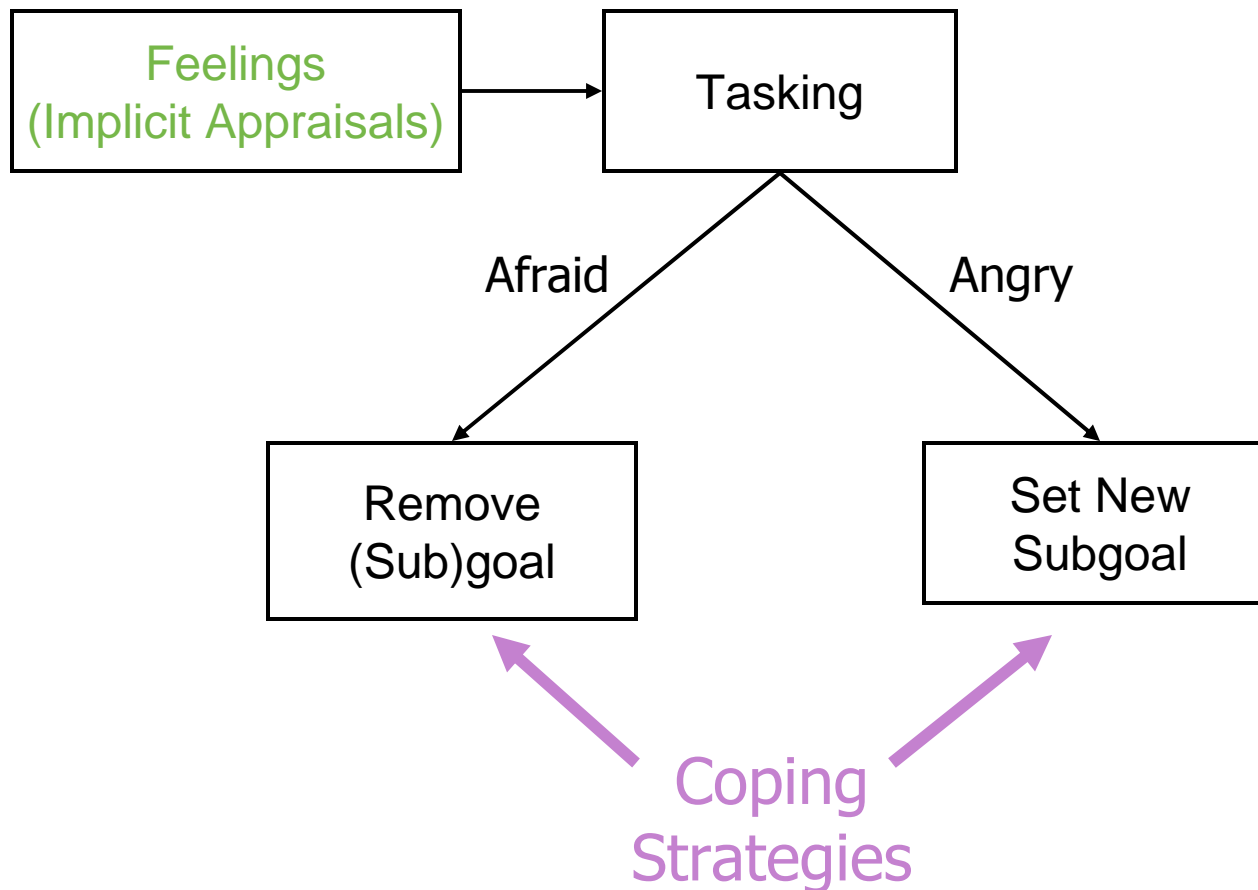 Feelings
(Implicit Appraisals)
Tasking
Afraid
Angry
Remove
(Sub)goal
Set New
Subgoal
Coping
Strategies